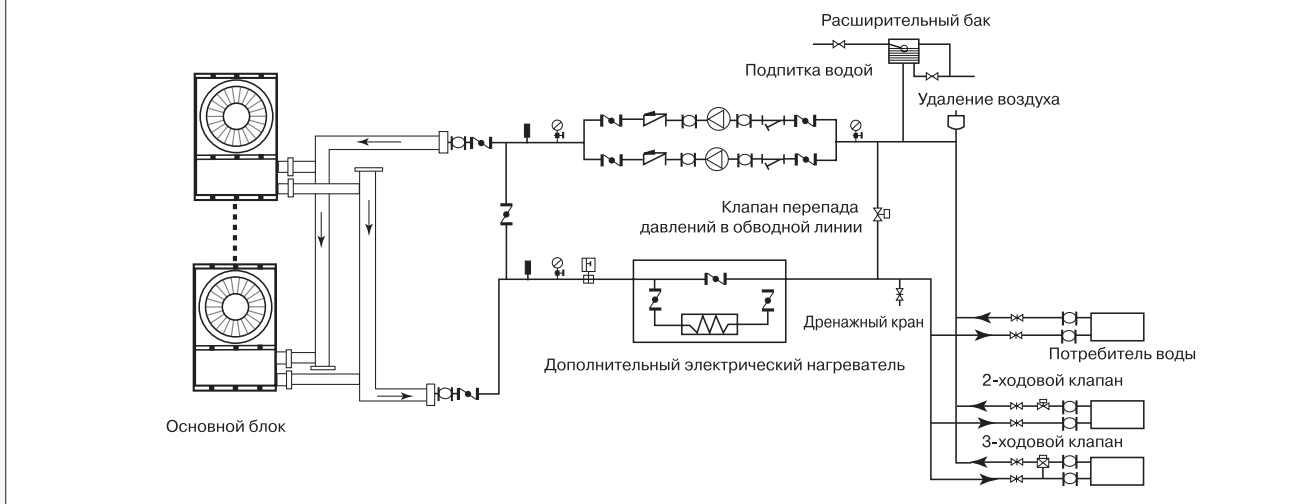 Расширительный бак
Подпитка водой
Удаление воздуха
Клапан перепада
давлений в обводной линии
Дренажный кран
Потребитель воды
Дополнительный электрический нагреватель
2-ходовой клапан
Основной блок
3-ходовой клапан